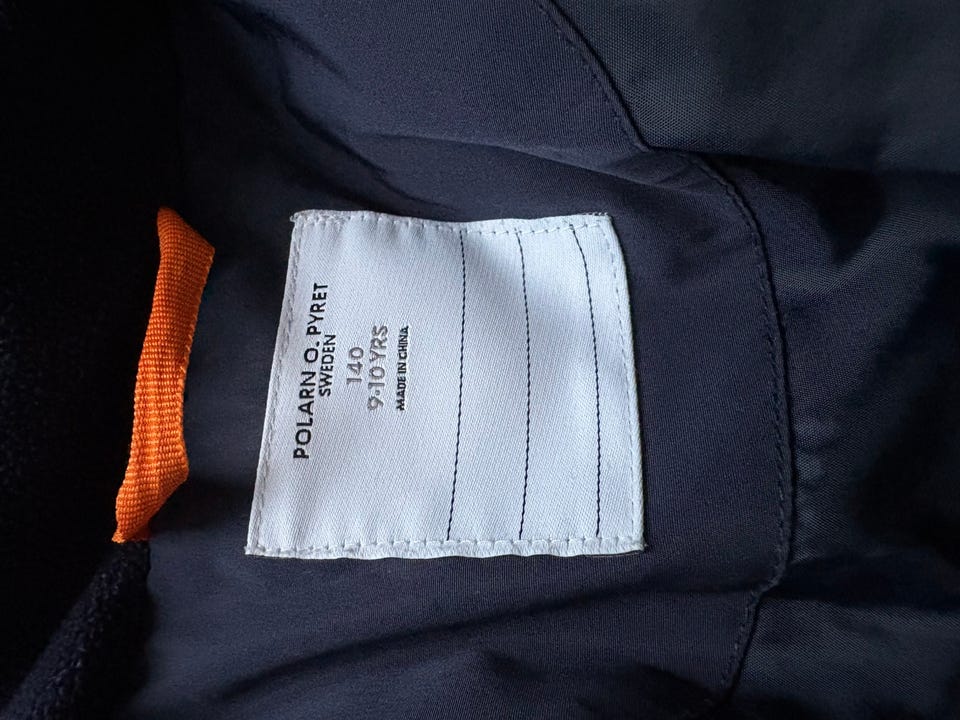 POLARN O. PYRET
SWEDEN
140
9-10 YRS
MADE IN CHINA